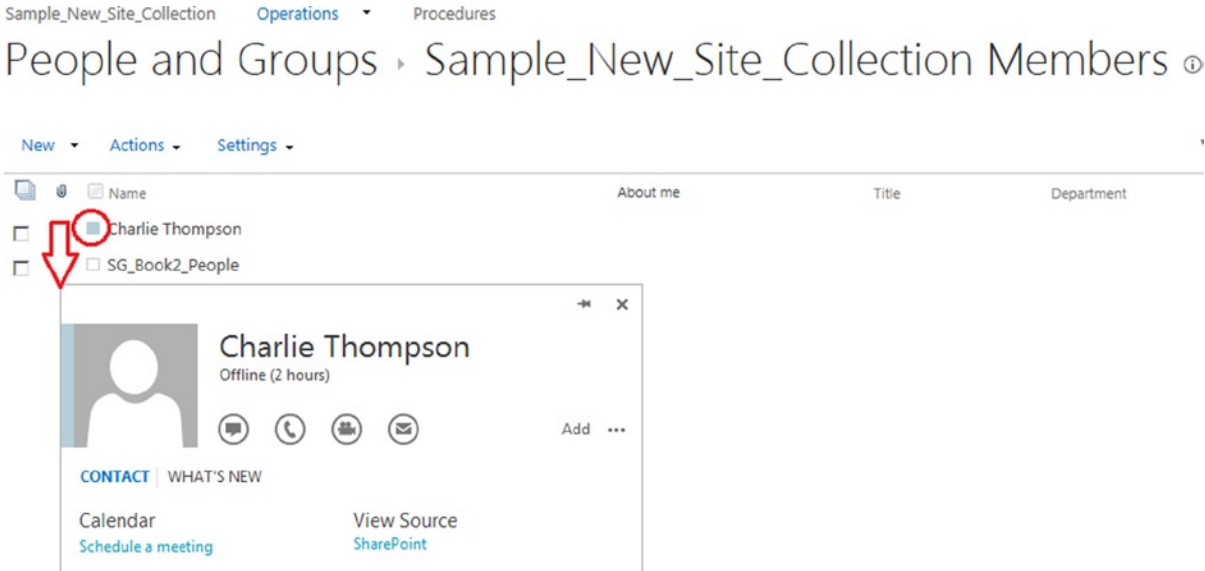 Sample_New_Site_Collection Operations Procedures
People and Groups Sample_New_Site_Collection Members
New Actions Settings
Name About me Title Department
Charlie Thompson
SG_Book2_People
Charlie Thompson
Offline (2 hours)
Add ...
CONTACT WHAT'S NEW
Calendar View Source
Schedule a meeting SharePoint